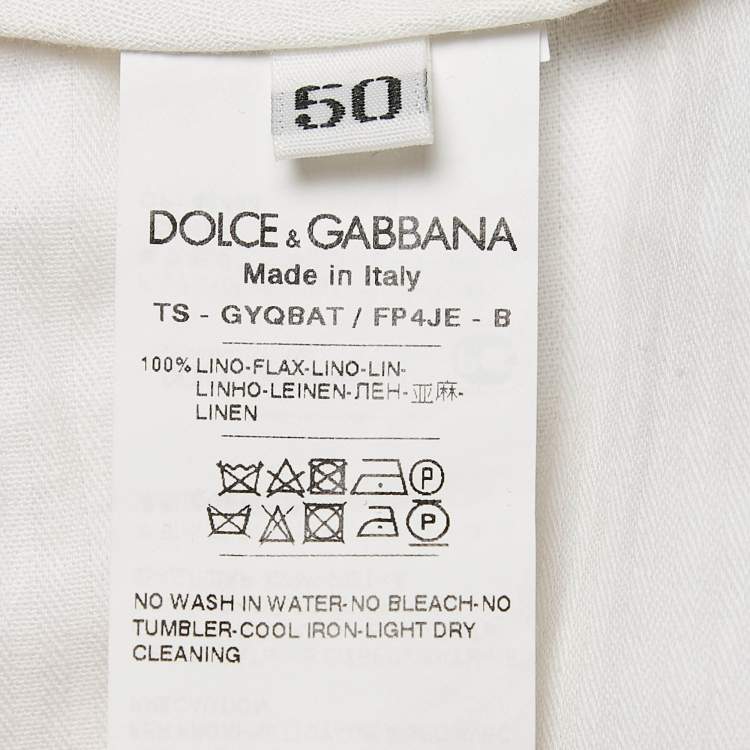 50
DOLCE & GABBANA
Made in Italy
TS - GYQBAT / FP4JE - B
100% LINO-FLAX-LINO-LIN-
LINHO-LEINEN-ЛЕН-亚麻-
LINEN
P
P
NO WASH IN WATER-NO BLEACH-NO
TUMBLER-COOL IRON-LIGHT DRY
CLEANING